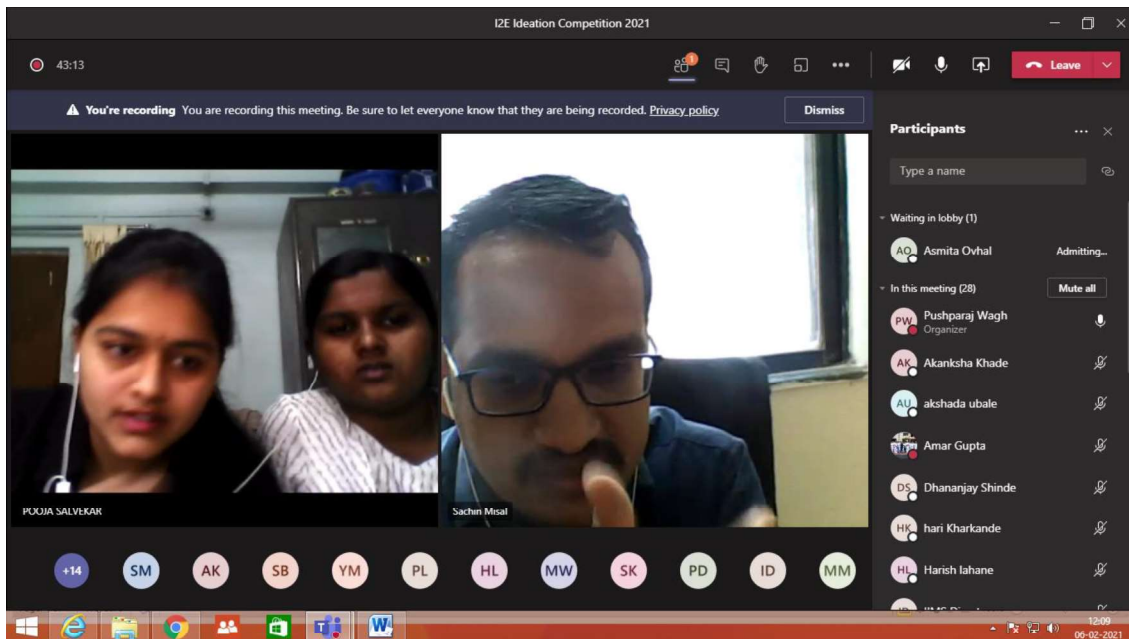 I2E Ideation Competition 2021
43:13
1
Leave
You're recording You are recording this meeting. Be sure to let everyone know that they are being recorded. Privacy policy
Dismiss
Participants
Type a name
Waiting in lobby (1)
AO Asmita Ovhal Admitting...
In this meeting (28) Mute all
PW Pushparaj Wagh
Organizer
AK Akanksha Khade
AU akshada ubale
Amar Gupta
DS Dhananjay Shinde
HK hari Kharkande
HL Harish lahane
POOJA SALVEKAR
Sachin Misal
+14 SM AK SB YM PL HL MW SK PD ID MM
12:09
06-02-2021